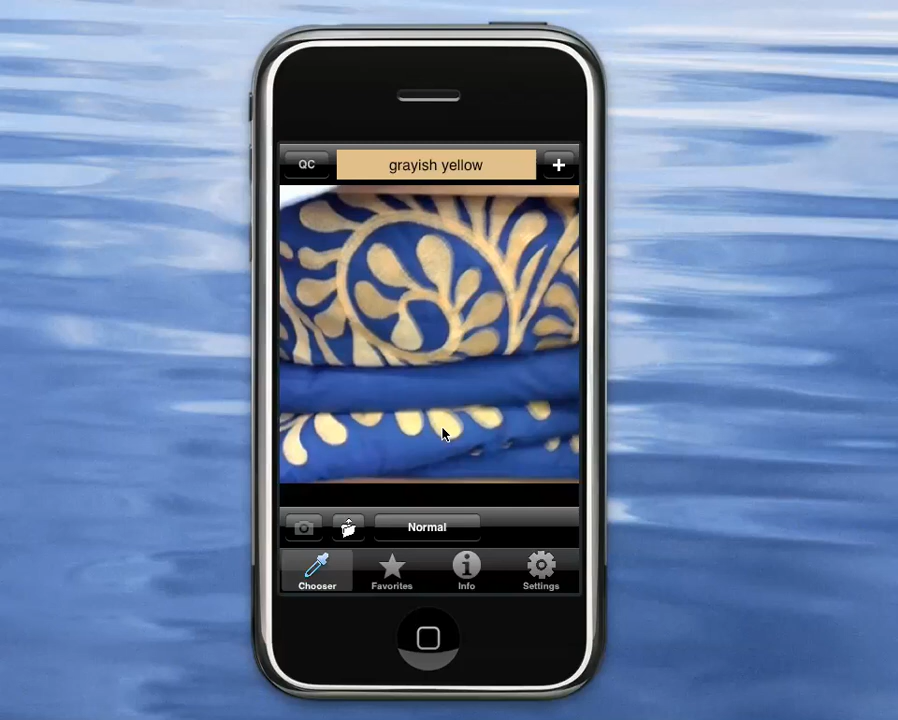 QC
grayish yellow
+
Normal
Chooser
Favorites
Info
Settings